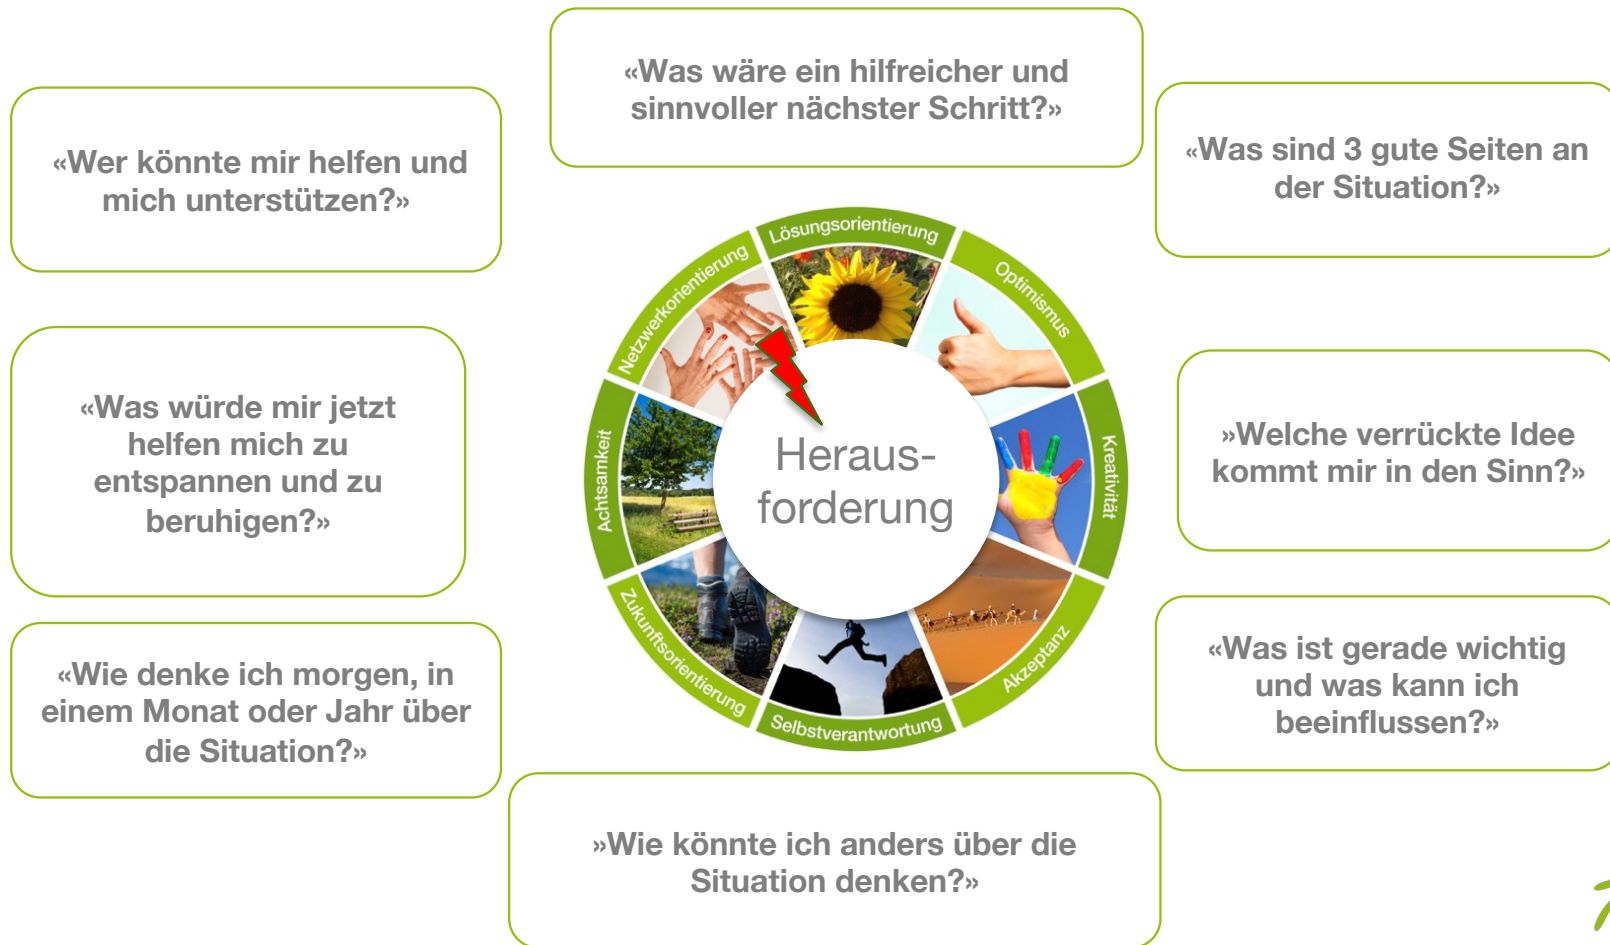 «Was wäre ein hilfreicher und
sinnvoller nächster Schritt?»
«Wer könnte mir helfen und
mich unterstützen?»
«Was sind 3 gute Seiten an
der Situation?»
Lösungsorientierung
Netzwerkorientierung
Optimismus
«Was würde mir jetzt
helfen mich zu
entspannen und zu
beruhigen?»
Achtsamkeit
Heraus-
forderung
Kreativität
»Welche verrückte Idee
kommt mir in den Sinn?»
«Wie denke ich morgen, in
einem Monat oder Jahr über
die Situation?»
Zukunftsorientierung
Selbstverantwortung
Akzeptanz
«Was ist gerade wichtig
und was kann ich
beeinflussen?»
»Wie könnte ich anders über die
Situation denken?»